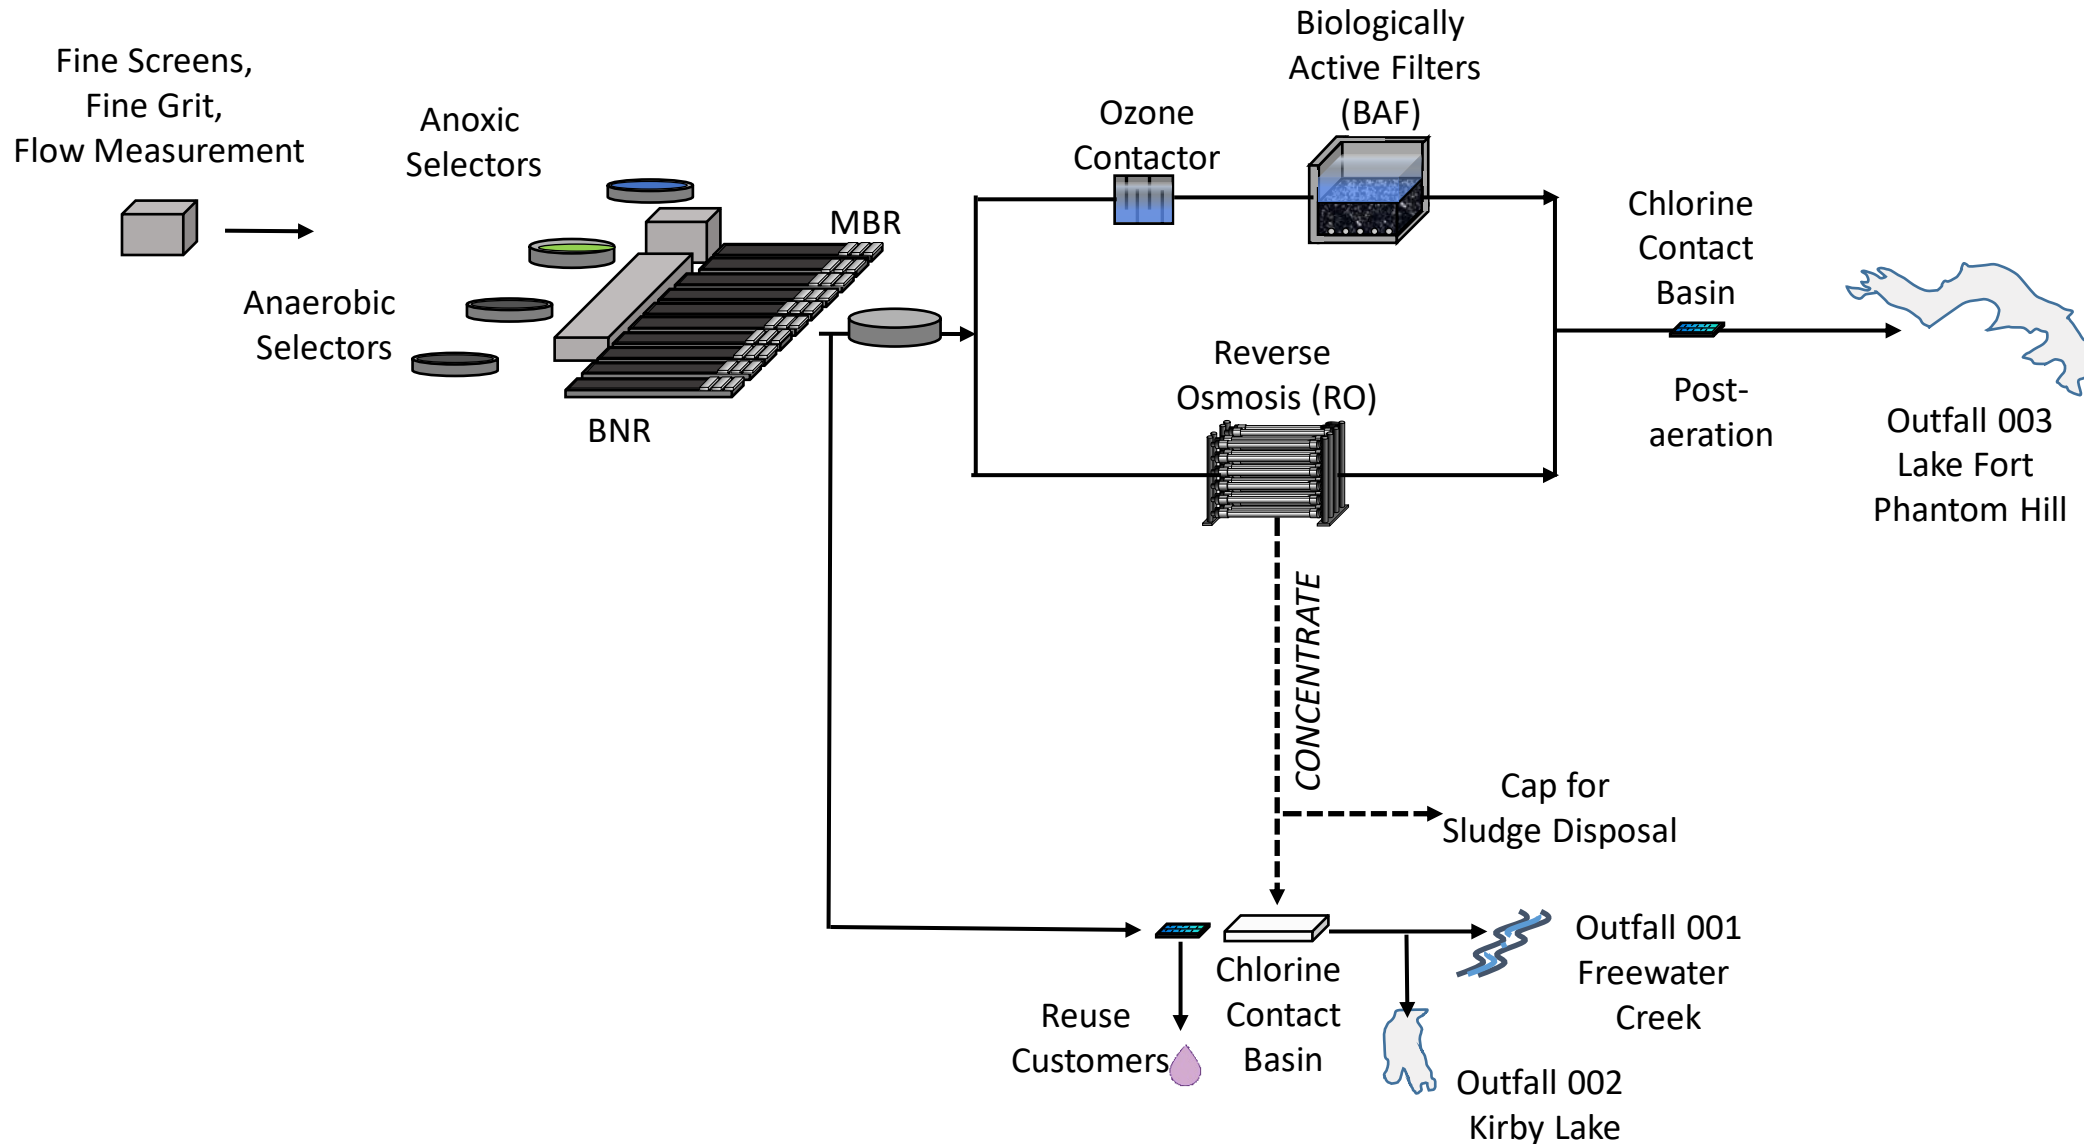 Fine Screens,
Fine Grit,
Flow Measurement
Anoxic
Selectors
Anaerobic
Selectors
MBR
BNR
Ozone
Contactor
Biologically
Active Filters
(BAF)
Reverse
Osmosis (RO)
Chlorine
Contact
Basin
Post-
aeration
Outfall 003
Lake Fort
Phantom Hill
CONCENTRATE
Cap for
Sludge Disposal
Chlorine
Contact
Basin
Reuse
Customers
Outfall 001
Freewater
Creek
Outfall 002
Kirby Lake